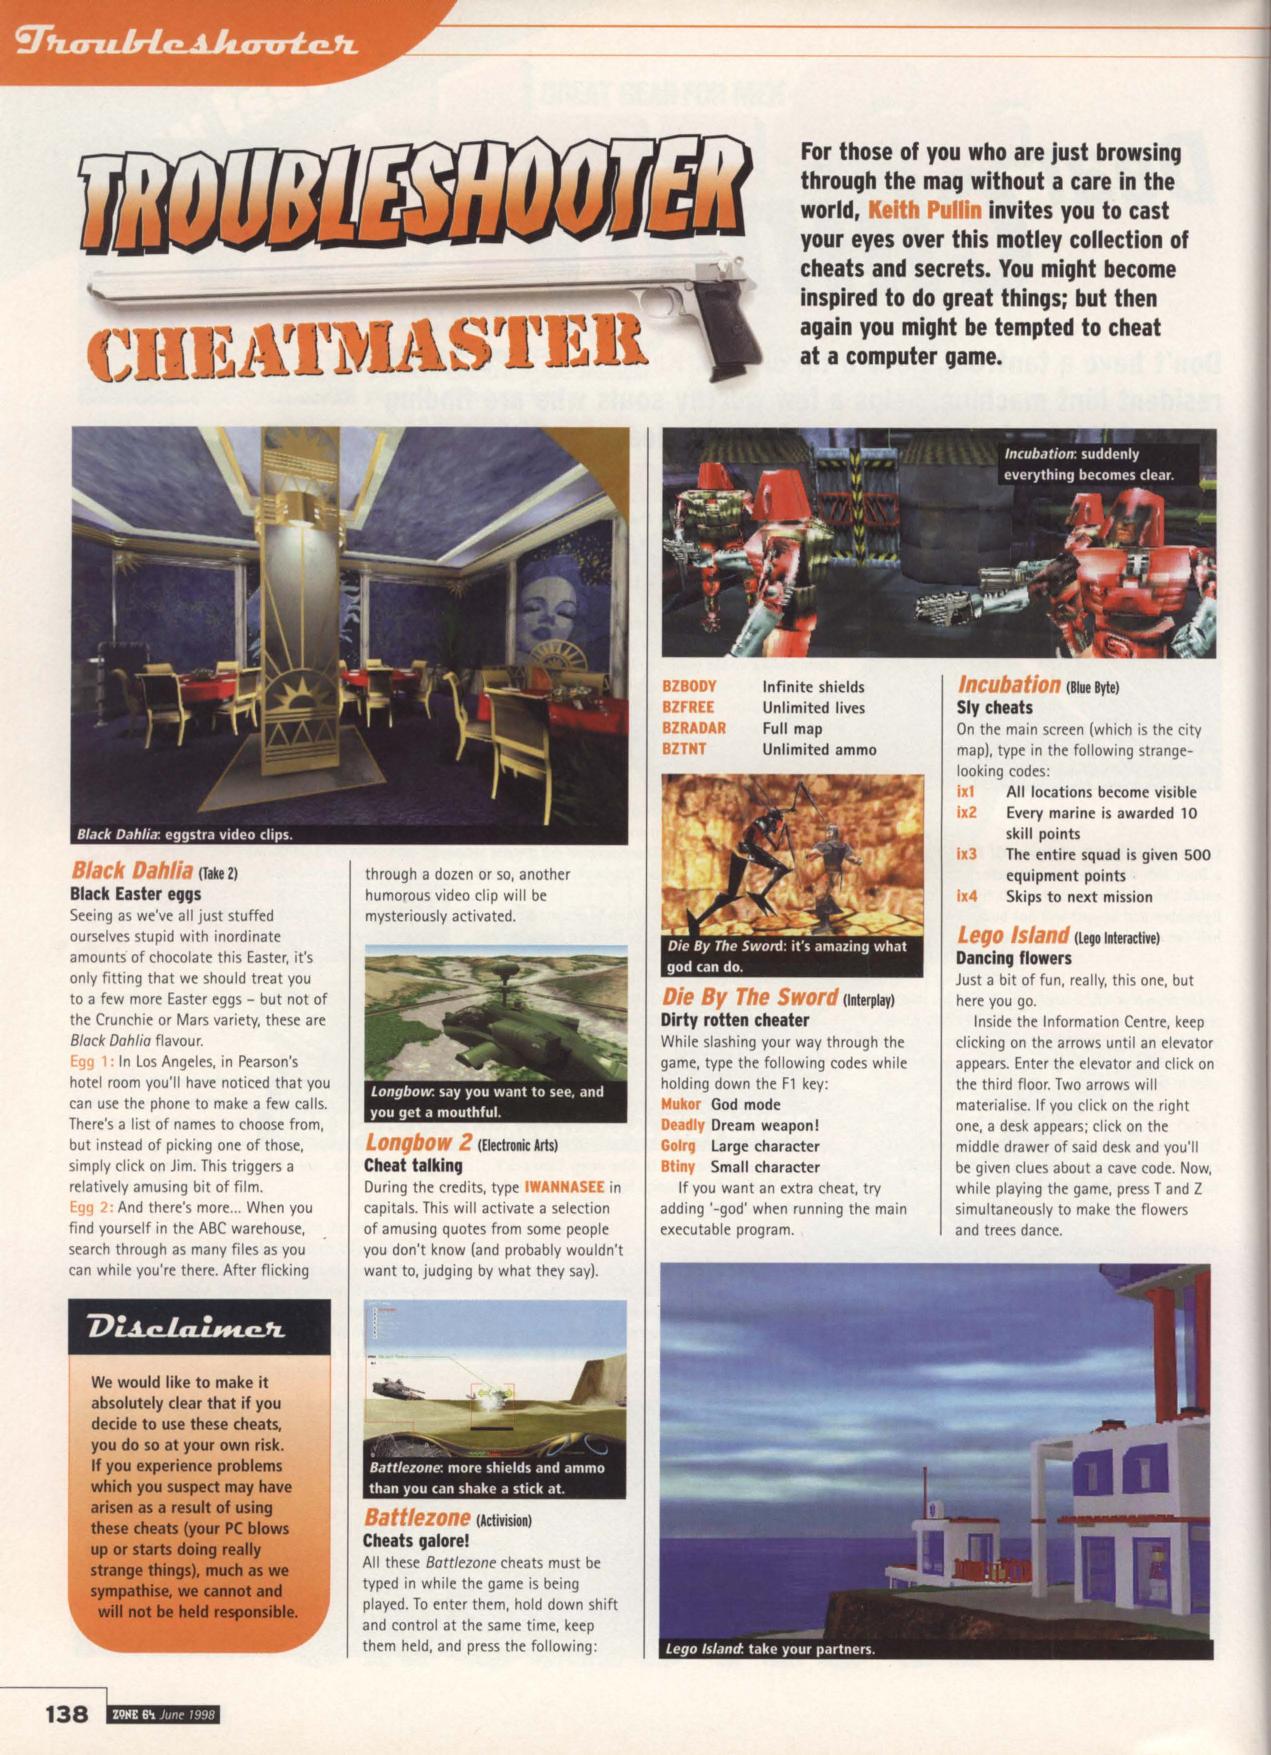 Troubleshooter
TROUBLESHOOTER
CHEATMASTER
For those of you who are just browsing
through the mag without a care in the
world, Keith Pullin invites you to cast
your eyes over this motley collection of
cheats and secrets. You might become
inspired to do great things; but then
again you might be tempted to cheat
at a computer game.
Black Dahlia: eggstra video clips.
Black Dahlia (Take 2)
Black Easter eggs
Seeing as we've all just stuffed
ourselves stupid with inordinate
amounts of chocolate this Easter, it's
only fitting that we should treat you
to a few more Easter eggs – but not of
the Crunchie or Mars variety, these are
Black Dahlia flavour.
Egg 1: In Los Angeles, in Pearson's
hotel room you'll have noticed that you
can use the phone to make a few calls.
There's a list of names to choose from,
but instead of picking one of those,
simply click on Jim. This triggers a
relatively amusing bit of film.
Egg 2: And there's more... When you
find yourself in the ABC warehouse,
search through as many files as you
can while you're there. After flicking
through a dozen or so, another
humorous video clip will be
mysteriously activated.
Longbow: say you want to see, and
you get a mouthful.
Longbow 2 (Electronic Arts)
Cheat talking
During the credits, type IWANNASEE in
capitals. This will activate a selection
of amusing quotes from some people
you don't know (and probably wouldn't
want to, judging by what they say).
Battlezone: more shields and ammo
than you can shake a stick at.
Battlezone (Activision)
Cheats galore!
All these Battlezone cheats must be
typed in while the game is being
played. To enter them, hold down shift
and control at the same time, keep
them held, and press the following:
Incubation: suddenly
everything becomes clear.
BZBODY Infinite shields
BZFREE Unlimited lives
BZRADAR Full map
BZTNT Unlimited ammo
Die By The Sword: it's amazing what
god can do.
Die By The Sword (Interplay)
Dirty rotten cheater
While slashing your way through the
game, type the following codes while
holding down the F1 key:
Mukor God mode
Deadly Dream weapon!
Golrg Large character
Btiny Small character
If you want an extra cheat, try
adding '-god' when running the main
executable program.
Incubation (Blue Byte)
Sly cheats
On the main screen (which is the city
map), type in the following strange-
looking codes:
ix1 All locations become visible
ix2 Every marine is awarded 10
skill points
ix3 The entire squad is given 500
equipment points
ix4 Skips to next mission
Lego Island (Lego Interactive)
Dancing flowers
Just a bit of fun, really, this one, but
here you go.
Inside the Information Centre, keep
clicking on the arrows until an elevator
appears. Enter the elevator and click on
the third floor. Two arrows will
materialise. If you click on the right
one, a desk appears; click on the
middle drawer of said desk and you'll
be given clues about a cave code. Now,
while playing the game, press T and Z
simultaneously to make the flowers
and trees dance.
Lego Island: take your partners.
Disclaimer
We would like to make it
absolutely clear that if you
decide to use these cheats,
you do so at your own risk.
If you experience problems
which you suspect may have
arisen as a result of using
these cheats (your PC blows
up or starts doing really
strange things), much as we
sympathise, we cannot and
will not be held responsible.
138 ZONE 64 June 1998